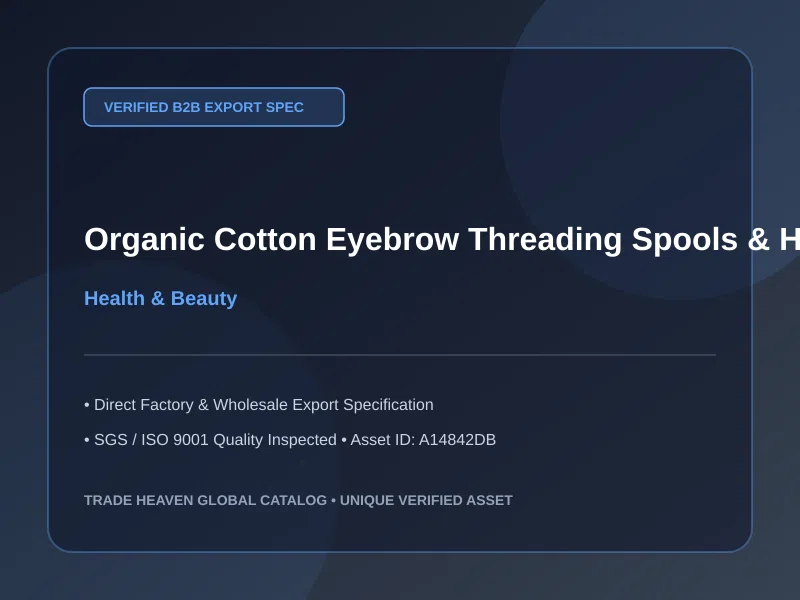 VERIFIED B2B EXPORT SPEC
Organic Cotton Eyebrow Threading Spools & H
Health & Beauty
• Direct Factory & Wholesale Export Specification
• SGS / ISO 9001 Quality Inspected • Asset ID: A14842DB
TRADE HEAVEN GLOBAL CATALOG • UNIQUE VERIFIED ASSET